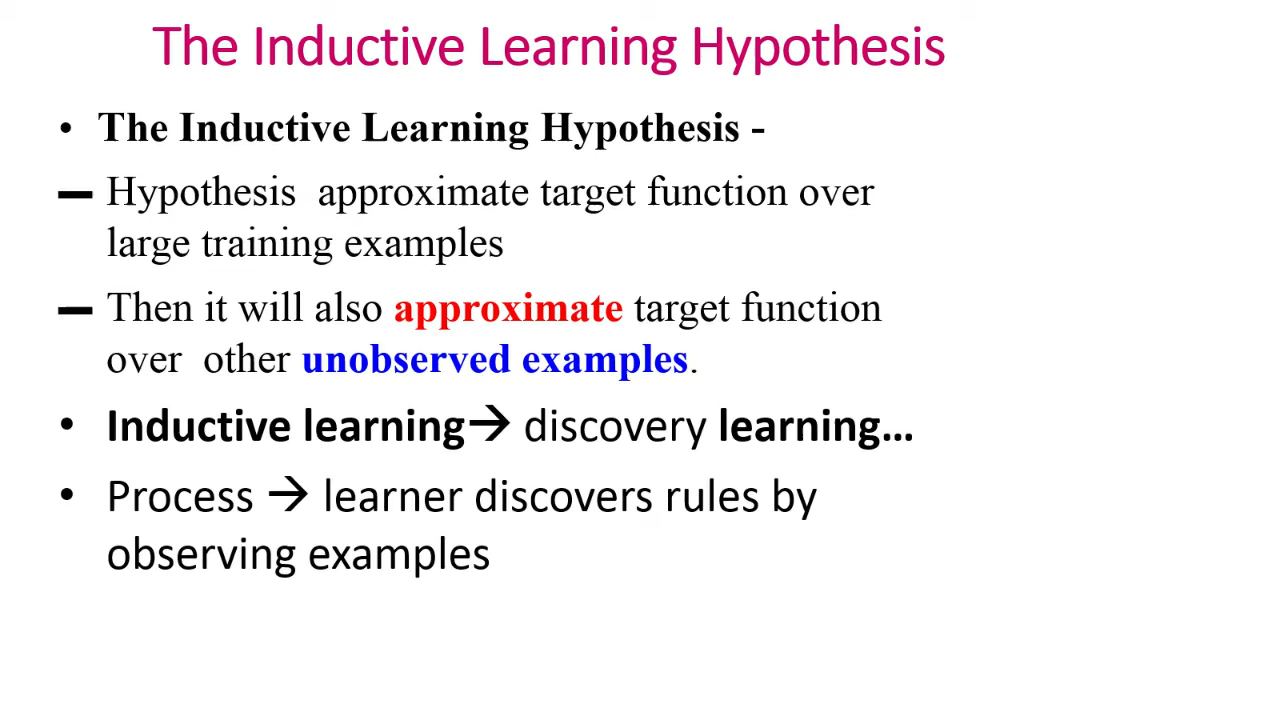 The Inductive Learning Hypothesis
• The Inductive Learning Hypothesis -
– Hypothesis approximate target function over
large training examples
– Then it will also approximate target function
over other unobserved examples.
• Inductive learning→ discovery learning...
• Process → learner discovers rules by
observing examples